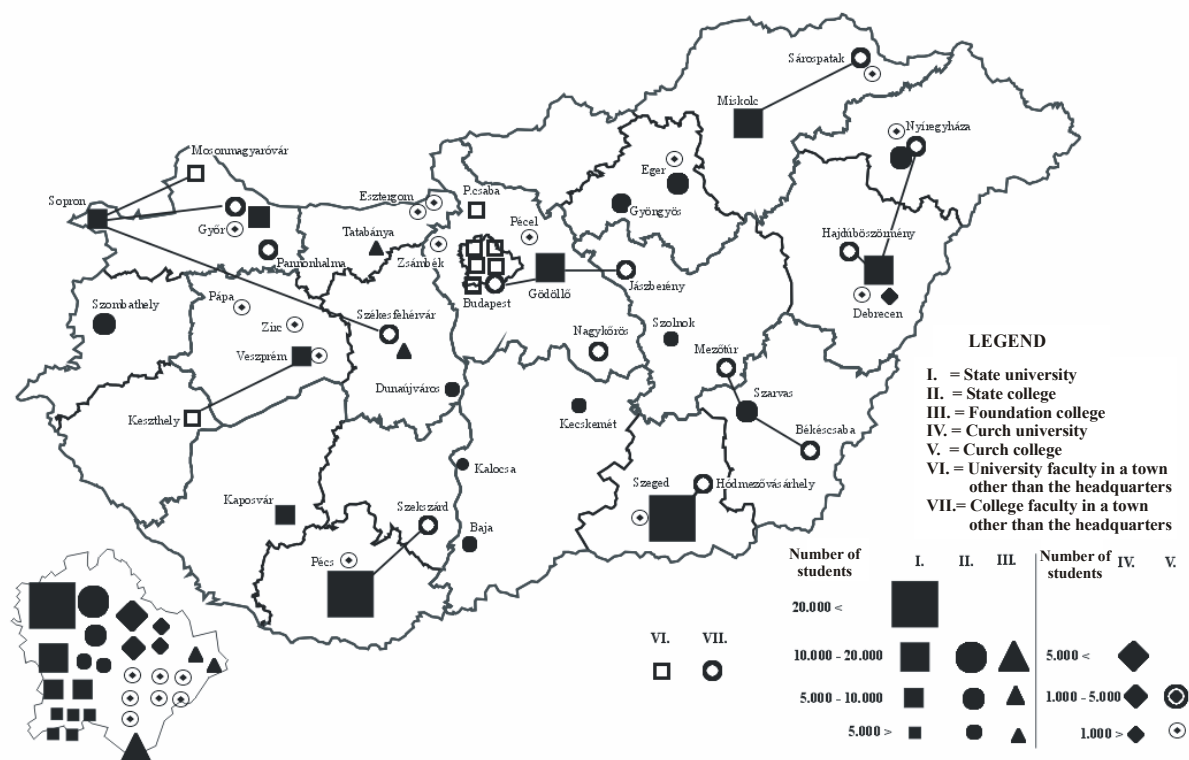 Sárospatak
Miskolc
Nyíregyháza
Mosonmagyaróvár
Eger
Esztergom
P.csaba
Sopron
Gyöngyös
Pécel
Győr
Tatabánya
Hajdúböszörmény
Pannonhalma
Zsámbék
Jászberény
Gödöllő
Budapest
Pápa
Szombathely
Debrecen
Székesfehérvár
Zirc
Szolnok
Nagykőrös
Veszprém
Mezőtúr
Dunaújváros
Szarvas
Keszthely
Kecskemét
Békéscsaba
Kalocsa
Szeged
Hódmezővásárhely
Kaposvár
Szekszárd
Baja
Pécs
LEGEND
I. = State university
II. = State college
III. = Foundation college
IV. = Curch university
V. = Curch college
VI. = University faculty in a town
other than the headquarters
VII.= College faculty in a town
other than the headquarters
Number of
students
I. II. III.
Number of
students
IV. V.
20.000 <
VI. VII.
10.000 - 20.000
5.000 <
5.000 - 10.000
1.000 - 5.000
5.000 >
1.000 >